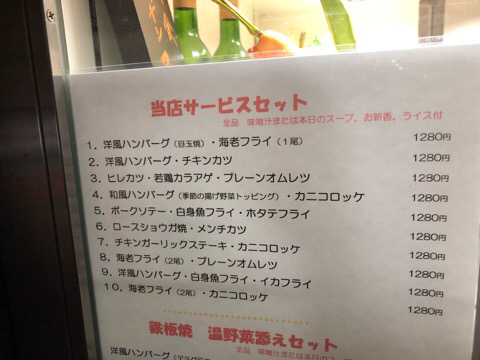 当店サービスセット
全品 味噌汁または本日のスープ、お新香、ライス付
1．洋風ハンバーグ（目玉焼）・海老フライ（1尾） 1280円
2．洋風ハンバーグ・チキンカツ 1280円
3．ヒレカツ・若鶏カラアゲ・プレーンオムレツ 1280円
4．和風ハンバーグ（季節の揚げ野菜トッピング）・カニコロッケ 1280円
5．ポークソテー・白身魚フライ・ホタテフライ 1280円
6．ロースショウガ焼・メンチカツ 1280円
7．チキンガーリックステーキ・カニコロッケ 1280円
8．海老フライ（2尾）・プレーンオムレツ 1280円
9．洋風ハンバーグ・白身魚フライ・イカフライ 1280円
10．海老フライ（2尾）・カニコロッケ 1280円
鉄板焼 温野菜添えセット
全品 味噌汁または本日のスー
洋風ハンバーグ